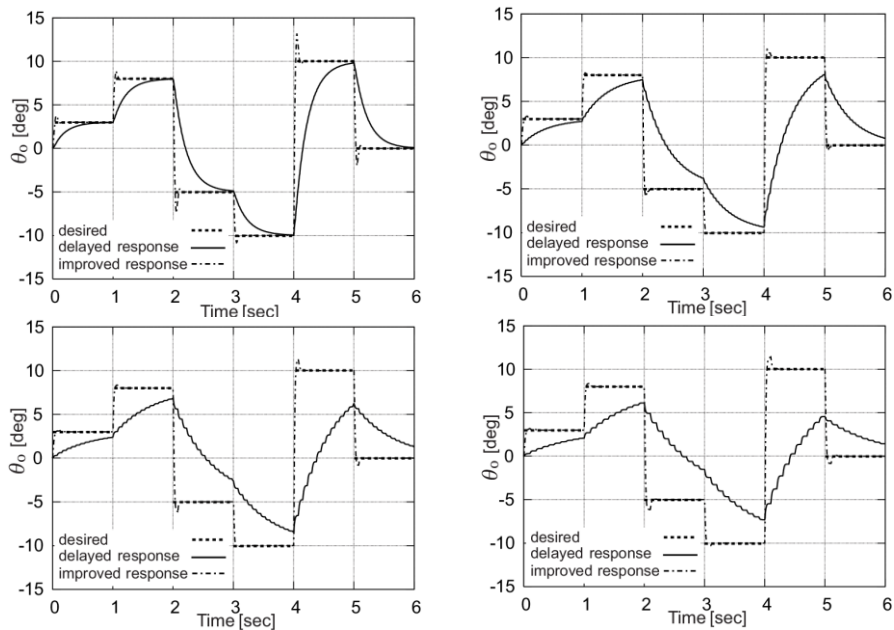 15
10
5
0
-5
-10
-15
θo [deg]
desired
delayed response
improved response
0 1 2 3 4 5 6
Time [sec]
15
10
5
0
-5
-10
-15
θo [deg]
desired
delayed response
improved response
0 1 2 3 4 5 6
Time [sec]
15
10
5
0
-5
-10
-15
θo [deg]
desired
delayed response
improved response
0 1 2 3 4 5 6
Time [sec]
15
10
5
0
-5
-10
-15
θo [deg]
desired
delayed response
improved response
0 1 2 3 4 5 6
Time [sec]